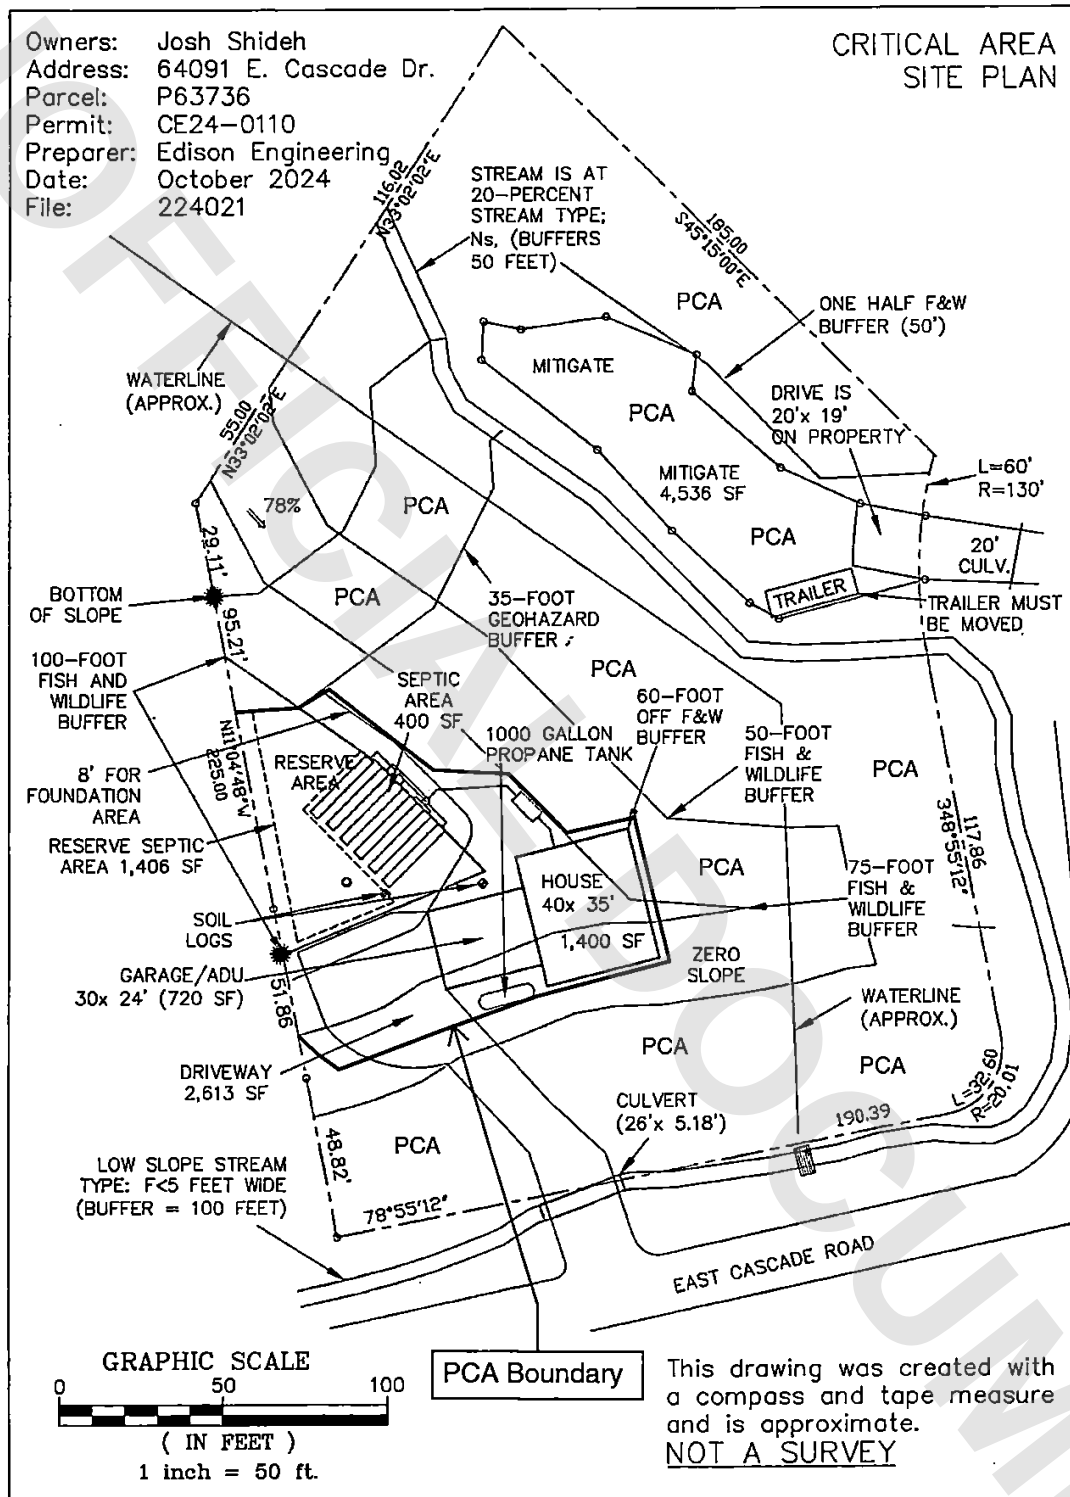 Owners: Josh Shideh
Address: 64091 E. Cascade Dr.
Parcel: P63736
Permit: CE24-0110
Preparer: Edison Engineering
Date: October 2024
File: 224021
CRITICAL AREA
SITE PLAN
116.02
N33°02'02"E
STREAM IS AT
20-PERCENT
STREAM TYPE;
Ns, (BUFFERS
50 FEET)
185.00
S45°15'00"E
PCA
ONE HALF F&W
BUFFER (50')
WATERLINE
(APPROX.)
MITIGATE
PCA
DRIVE IS
20'x 19'
ON PROPERTY
55.00
N33°02'02"E
MITIGATE
4,536 SF
L=60'
R=130'
78%
PCA
PCA
20'
CULV.
29.11'
BOTTOM
OF SLOPE
PCA
35-FOOT
GEOHAZARD
BUFFER
TRAILER
TRAILER MUST
BE MOVED
95.21'
100-FOOT
FISH AND
WILDLIFE
BUFFER
SEPTIC
AREA
400 SF
PCA
60-FOOT
OFF F&W
BUFFER
1000 GALLON
PROPANE TANK
50-FOOT
FISH &
WILDLIFE
BUFFER
N11°04'48"W
225.00
RESERVE
AREA
PCA
8' FOR
FOUNDATION
AREA
117.86
348°55'12"
RESERVE SEPTIC
AREA 1,406 SF
HOUSE
40x 35'
1,400 SF
PCA
75-FOOT
FISH &
WILDLIFE
BUFFER
SOIL
LOGS
ZERO
SLOPE
GARAGE/ADU
30x 24' (720 SF)
51.86
WATERLINE
(APPROX.)
PCA
PCA
DRIVEWAY
2,613 SF
L=32.60
R=20.01
CULVERT
(26'x 5.18')
190.39
48.82'
PCA
LOW SLOPE STREAM
TYPE: F<5 FEET WIDE
(BUFFER = 100 FEET)
78°55'12"
EAST CASCADE ROAD
GRAPHIC SCALE
0 50 100
( IN FEET )
1 inch = 50 ft.
PCA Boundary
This drawing was created with
a compass and tape measure
and is approximate.
NOT A SURVEY
OFFICIAL DOCUM